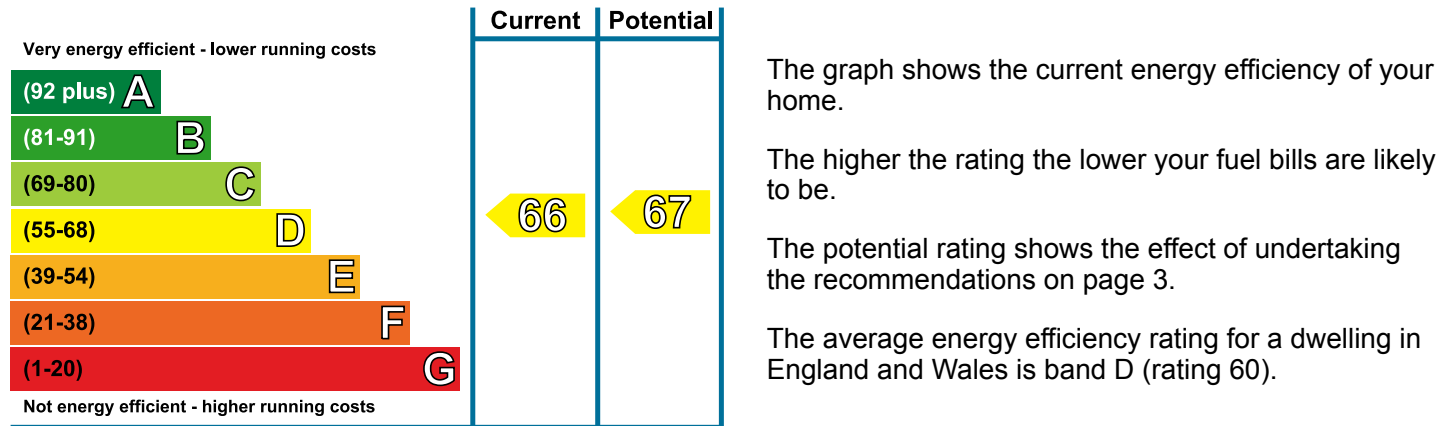 Current Potential
Very energy efficient - lower running costs
(92 plus) A
(81-91) B
(69-80) C
(55-68) D
(39-54) E
(21-38) F
(1-20) G
Not energy efficient - higher running costs
66 67
The graph shows the current energy efficiency of your
home.
The higher the rating the lower your fuel bills are likely
to be.
The potential rating shows the effect of undertaking
the recommendations on page 3.
The average energy efficiency rating for a dwelling in
England and Wales is band D (rating 60).